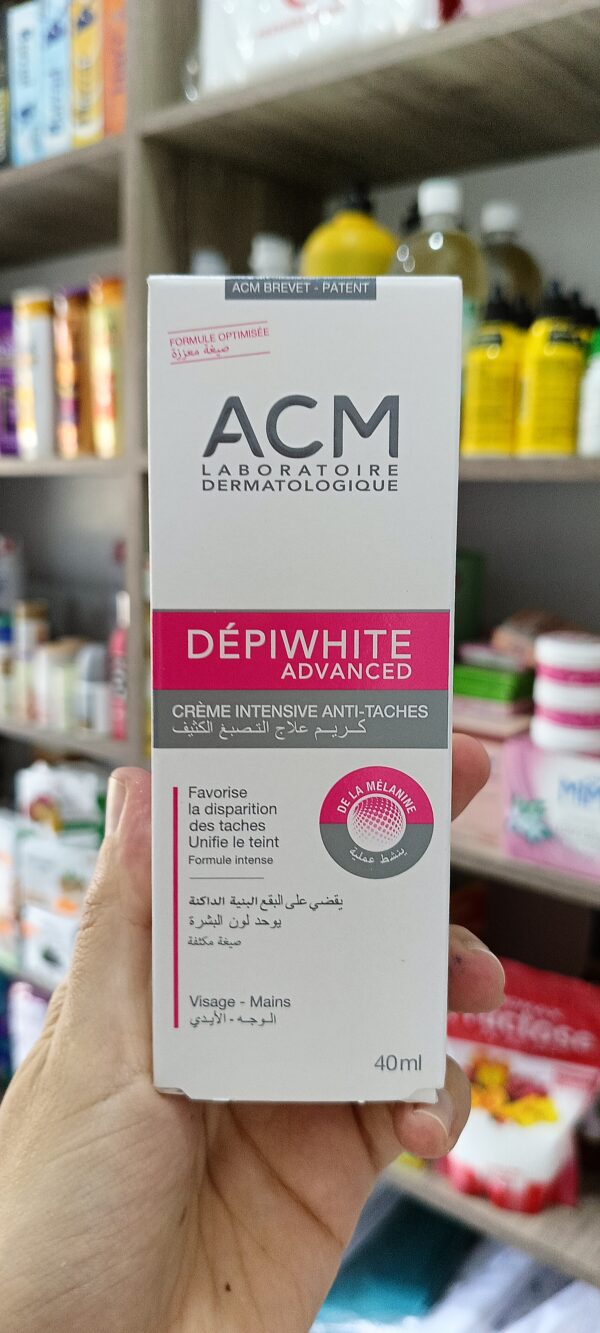 ACM BREVET - PATENT
FORMULE OPTIMISÉE
صيغة معززة
ACM
LABORATOIRE
DERMATOLOGIQUE
DÉPIWHITE
ADVANCED
CRÈME INTENSIVE ANTI-TACHES
كريم علاج التصبغ الكثيف
Favorise
la disparition
des taches
Unifie le teint
Formule intense
DE LA MÉLANINE
ينشط عملية
يقضي على البقع البنية الداكنة
يوحد لون البشرة
صيغة مكثفة
Visage - Mains
الوجه - الأيدي
40ml